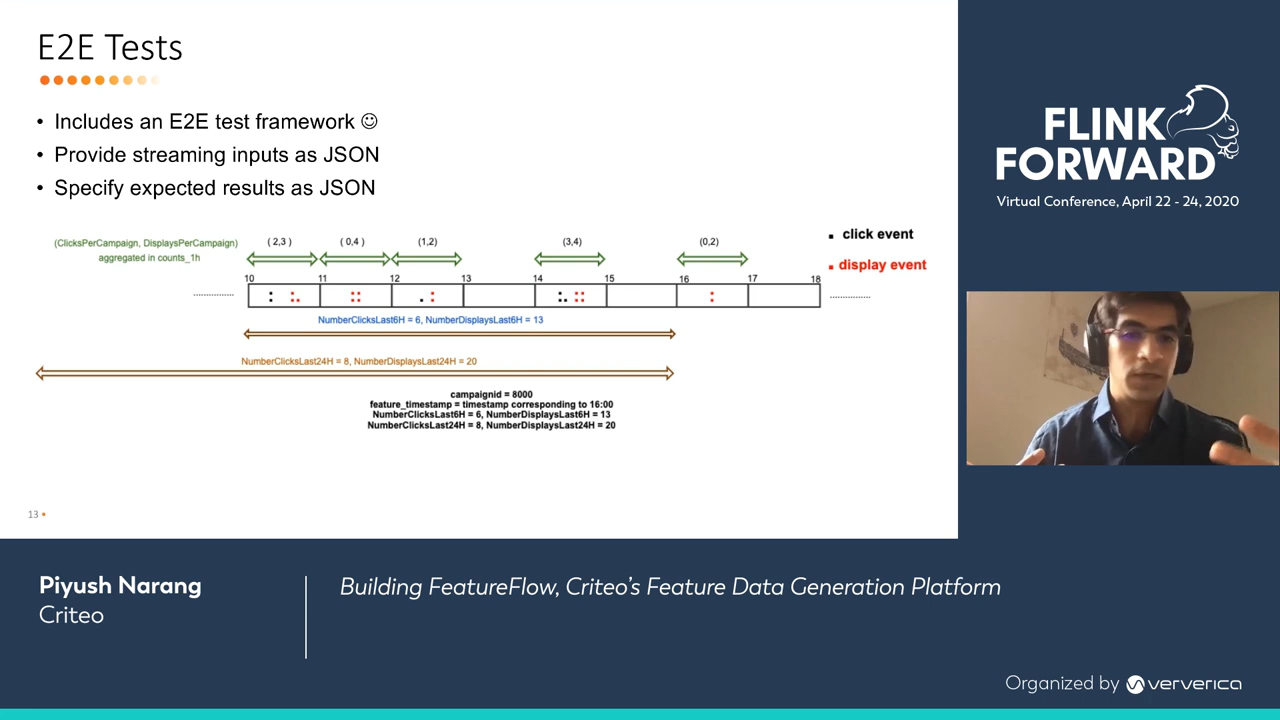 E2E Tests
• Includes an E2E test framework ☺
• Provide streaming inputs as JSON
• Specify expected results as JSON
(ClicksPerCampaign, DisplaysPerCampaign)
aggregated in counts_1h
( 2,3 ) ( 0,4 ) (1,2) (3,4) (0,2)
click event
display event
10 11 12 13 14 15 16 17 18
NumberClicksLast6H = 6, NumberDisplaysLast6H = 13
NumberClicksLast24H = 8, NumberDisplaysLast24H = 20
campaignid = 8000
feature_timestamp = timestamp corresponding to 16:00
NumberClicksLast6H = 6, NumberDisplaysLast6H = 13
NumberClicksLast24H = 8, NumberDisplaysLast24H = 20
13
FLINK
FORWARD
Virtual Conference, April 22 - 24, 2020
Piyush Narang
Criteo
Building FeatureFlow, Criteo's Feature Data Generation Platform
Organized by ververica